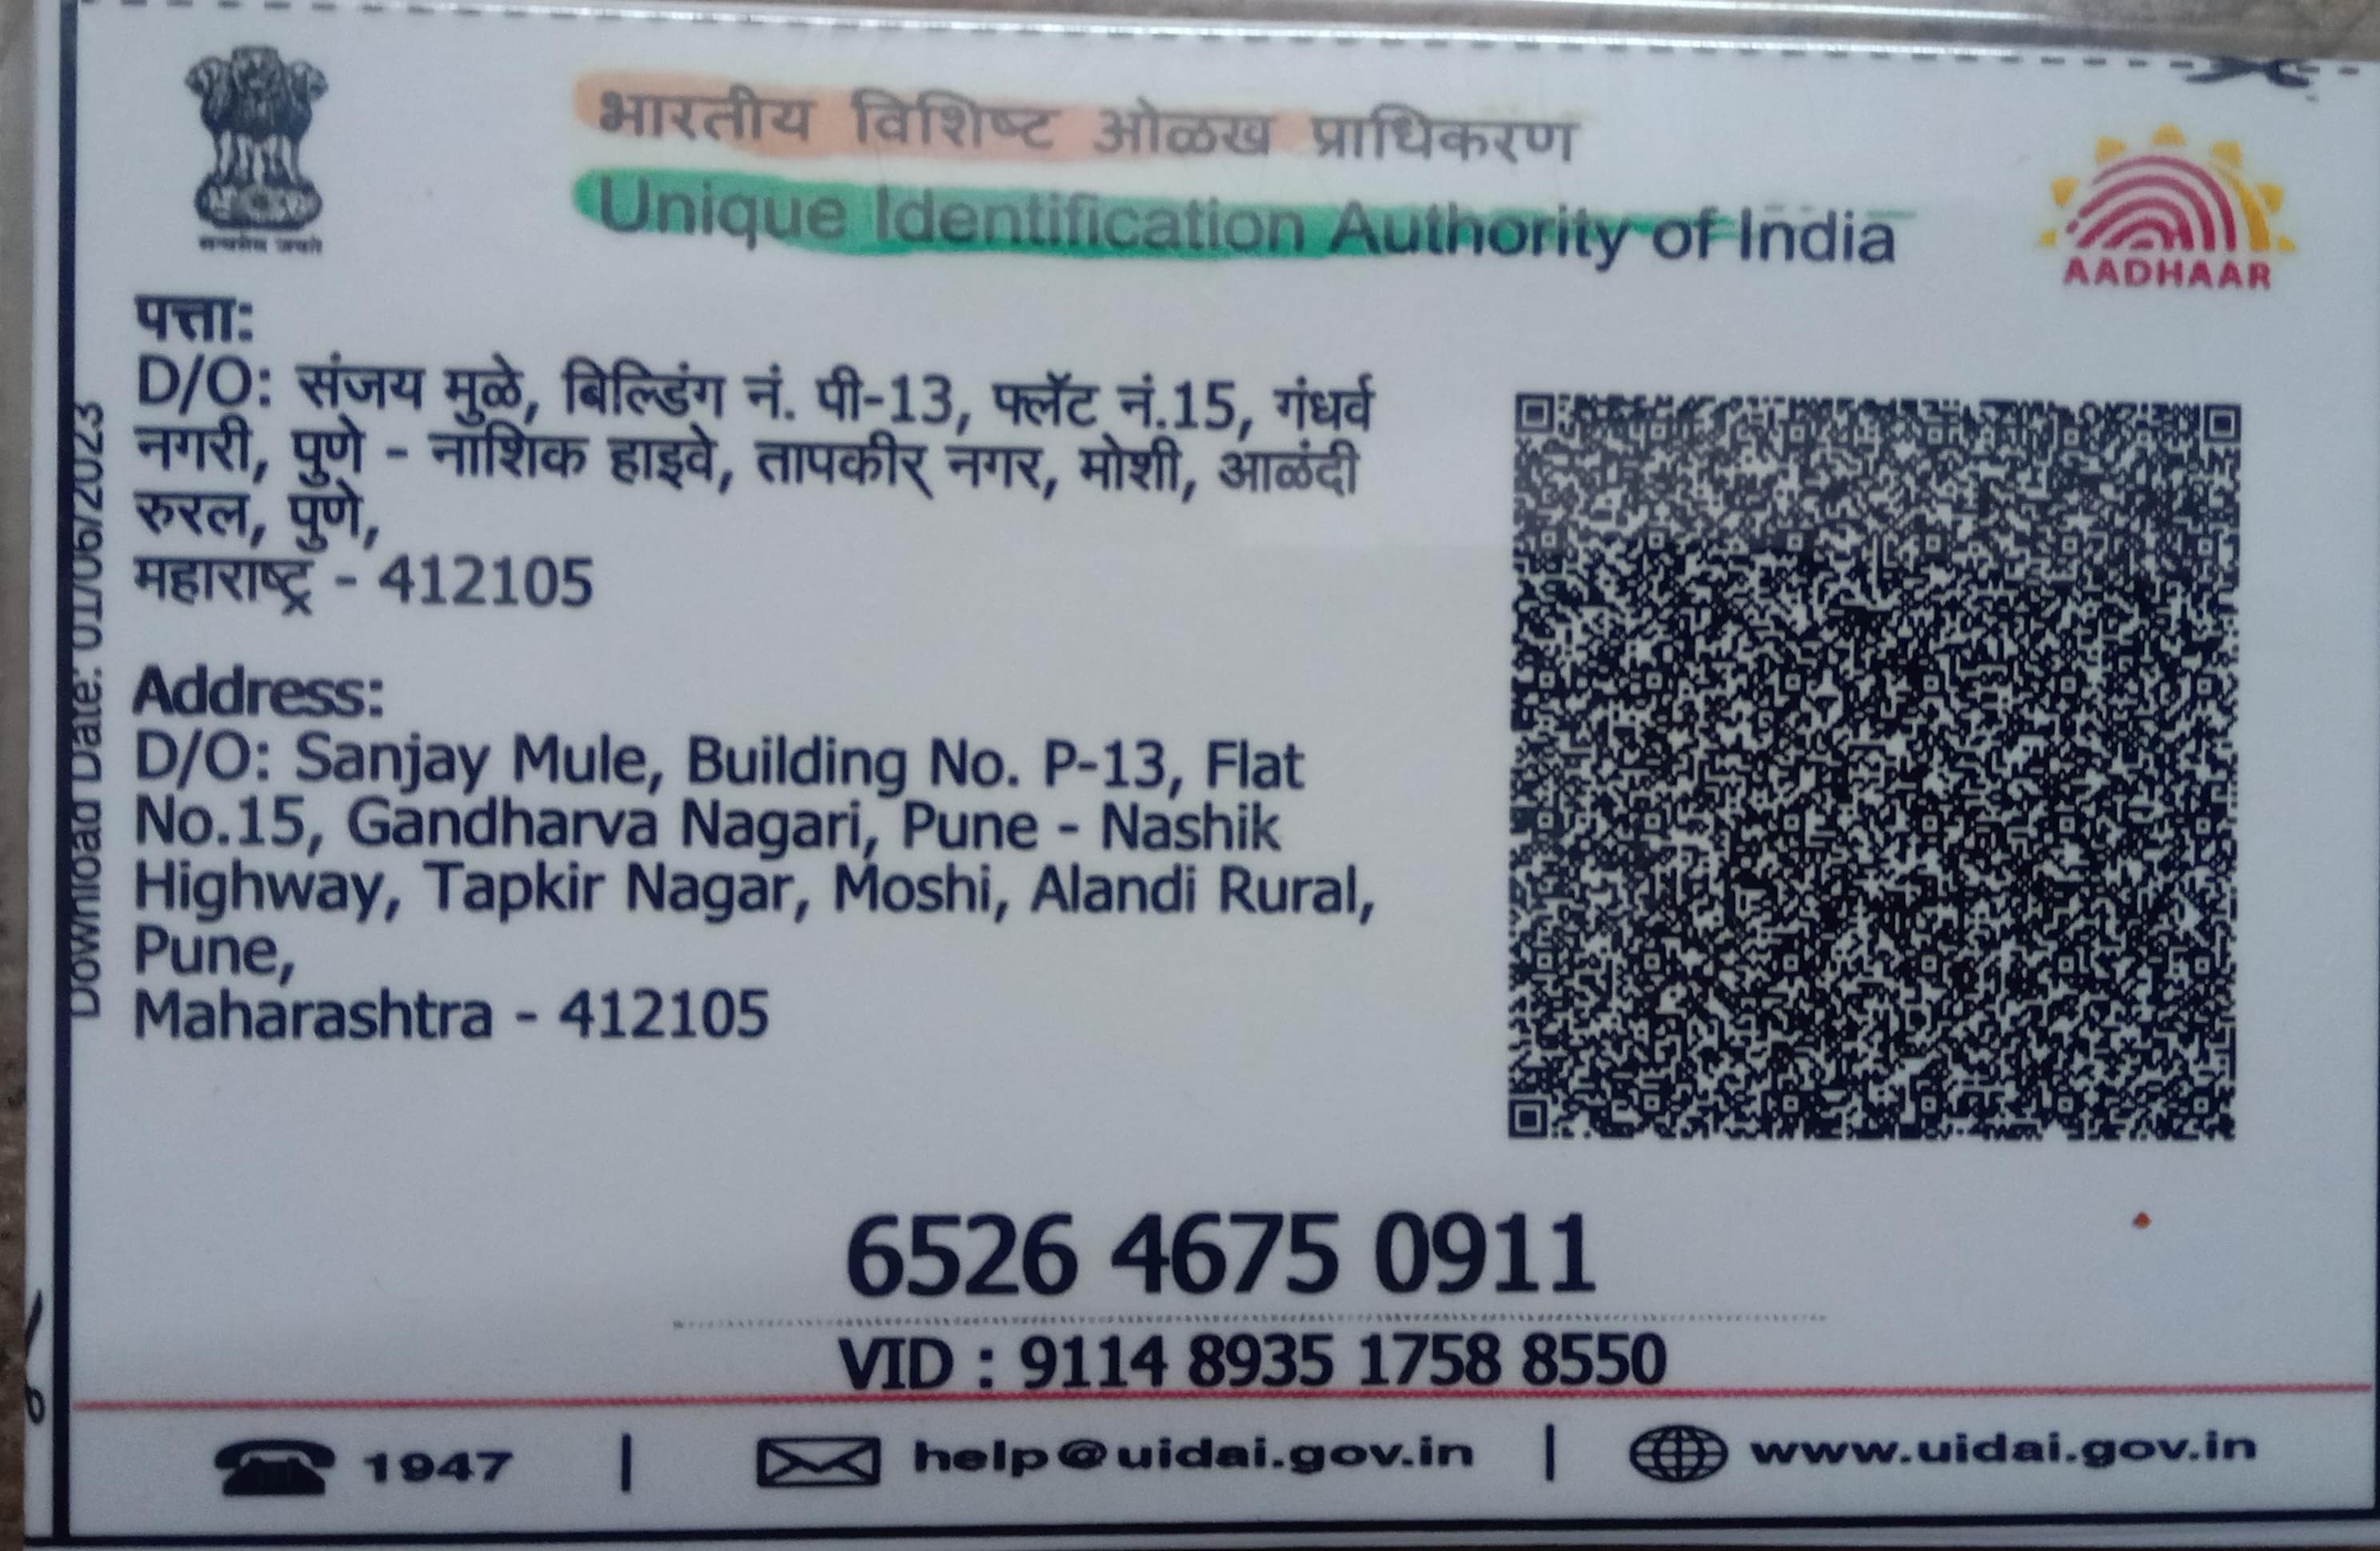 भारतीय विशिष्ट ओळख प्राधिकरण
Unique Identification Authority of India
AADHAAR
सत्यमेव जयते
पत्ता:
D/O: संजय मुळे, बिल्डिंग नं. पी-13, फ्लॅट नं.15, गंधर्व
नगरी, पुणे - नाशिक हाइवे, तापकीर् नगर, मोशी, आळंदी
रुरल, पुणे,
महाराष्ट्र - 412105
Address:
D/O: Sanjay Mule, Building No. P-13, Flat
No.15, Gandharva Nagari, Pune - Nashik
Highway, Tapkir Nagar, Moshi, Alandi Rural,
Pune,
Maharashtra - 412105
Download Date: 01/06/2023
6526 4675 0911
VID : 9114 8935 1758 8550
1947 | help@uidai.gov.in | www.uidai.gov.in